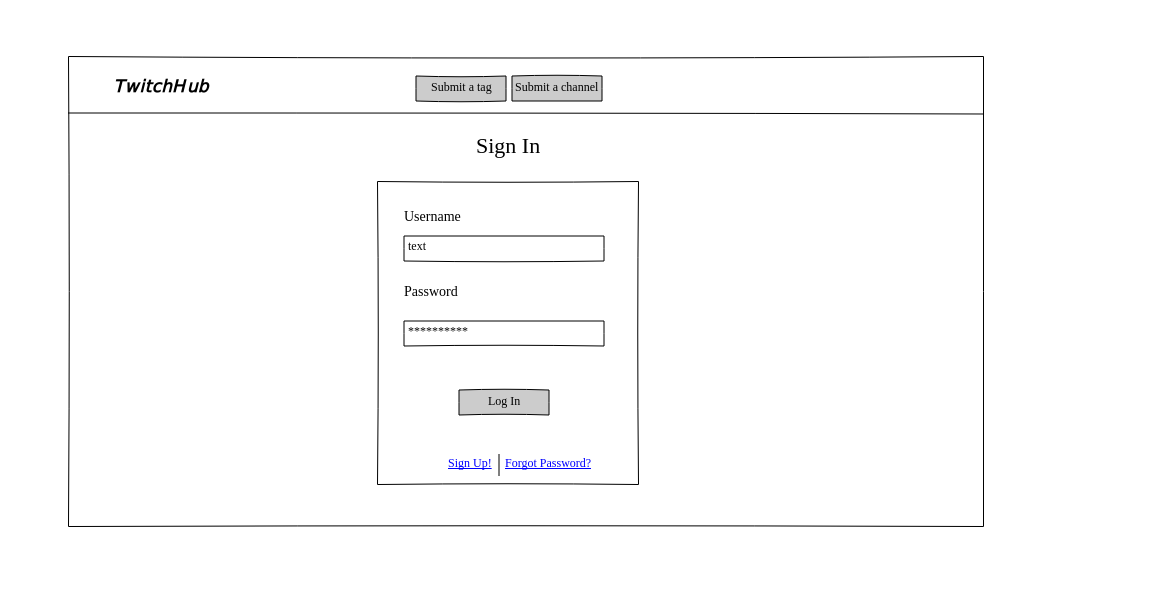 TwitchHub
Submit a tag Submit a channel
Sign In
Username
text
Password
**********
Log In
Sign Up! Forgot Password?